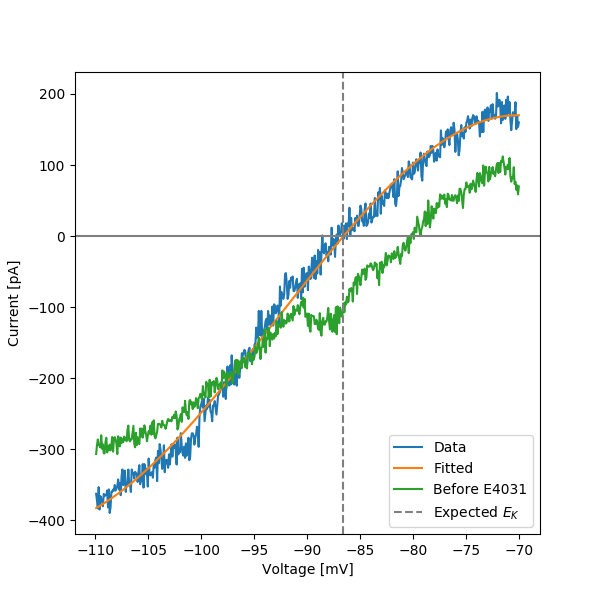 200
100
0
−100
−200
−300
−400
Current [pA]
Data
Fitted
Before E4031
Expected E_K
−110 −105 −100 −95 −90 −85 −80 −75 −70
Voltage [mV]